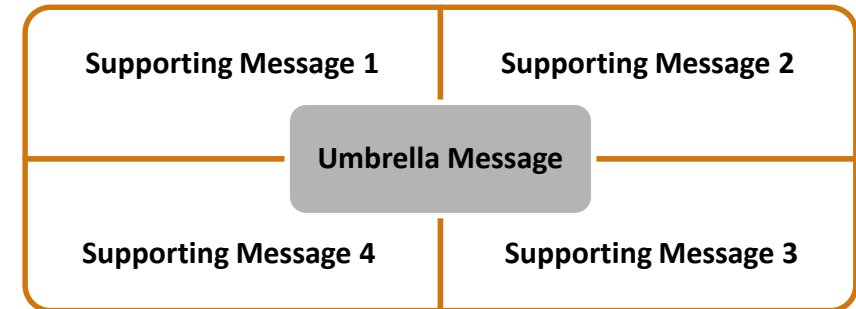 Supporting Message 1
Supporting Message 2
Umbrella Message
Supporting Message 4
Supporting Message 3